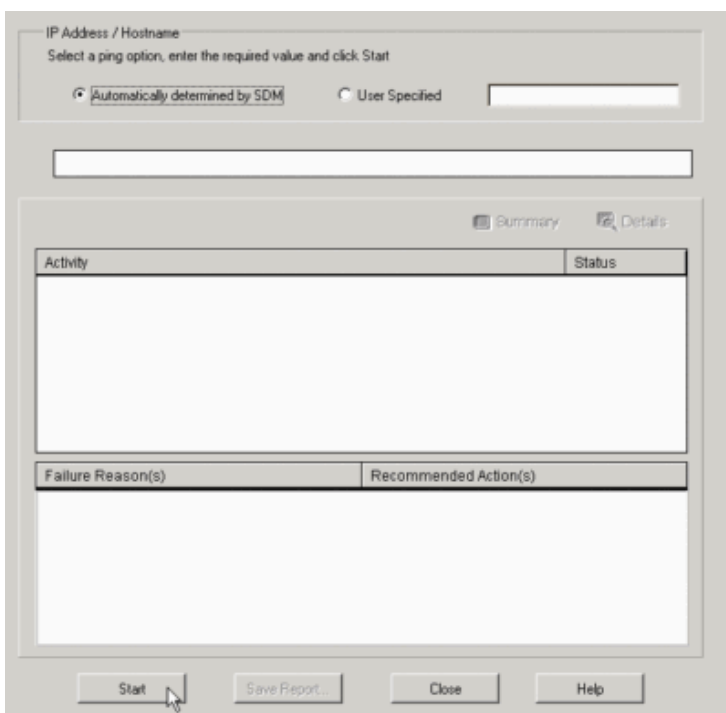 IP Address / Hostname
Select a ping option, enter the required value and click Start
Automatically determined by SDM User Specified
Summary Details
Activity Status
Failure Reason(s) Recommended Action(s)
Start Save Report... Close Help